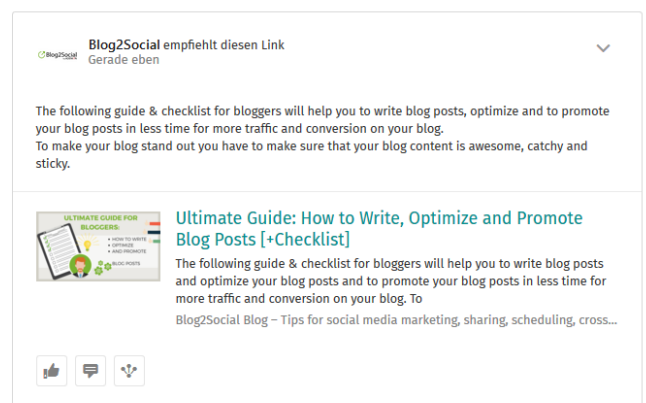 Blog2Social
Blog2Social empfiehlt diesen Link
Gerade eben
The following guide & checklist for bloggers will help you to write blog posts, optimize and to promote
your blog posts in less time for more traffic and conversion on your blog.
To make your blog stand out you have to make sure that your blog content is awesome, catchy and
sticky.
ULTIMATE GUIDE FOR
BLOGGERS:
• HOW TO WRITE
• OPTIMIZE
• AND PROMOTE
BLOG POSTS
Ultimate Guide: How to Write, Optimize and Promote
Blog Posts [+Checklist]
The following guide & checklist for bloggers will help you to write blog posts
and optimize your blog posts and to promote your blog posts in less time for
more traffic and conversion on your blog. To
Blog2Social Blog – Tips for social media marketing, sharing, scheduling, cross...